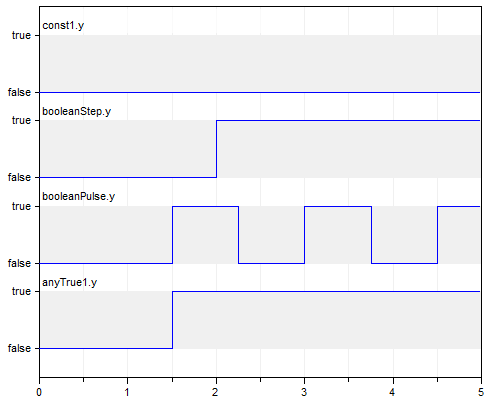 const1.y
true
false
booleanStep.y
true
false
booleanPulse.y
true
false
anyTrue1.y
true
false
0 1 2 3 4 5